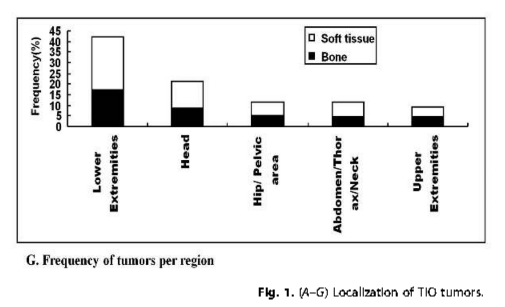 45
40
35
30
25
20
15
10
5
0
Frequency(%)
Soft tissue
Bone
Lower
Extremities
Head
Hip/ Pelvic
area
Abdomen/Thor
ax/Neck
Upper
Extremities
G. Frequency of tumors per region
Fig. 1. (A–G) Localization of TIO tumors.